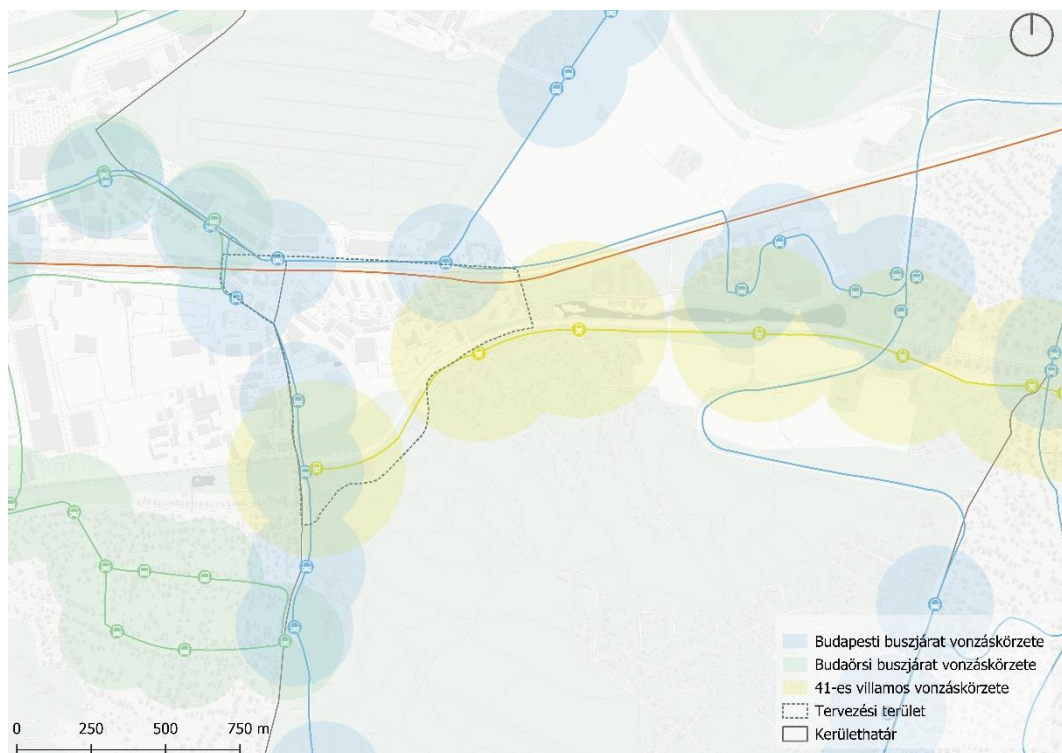 Budapesti buszjárat vonzáskörzete
Budaörsi buszjárat vonzáskörzete
41-es villamos vonzáskörzete
Tervezési terület
Kerülethatár
0 250 500 750 m